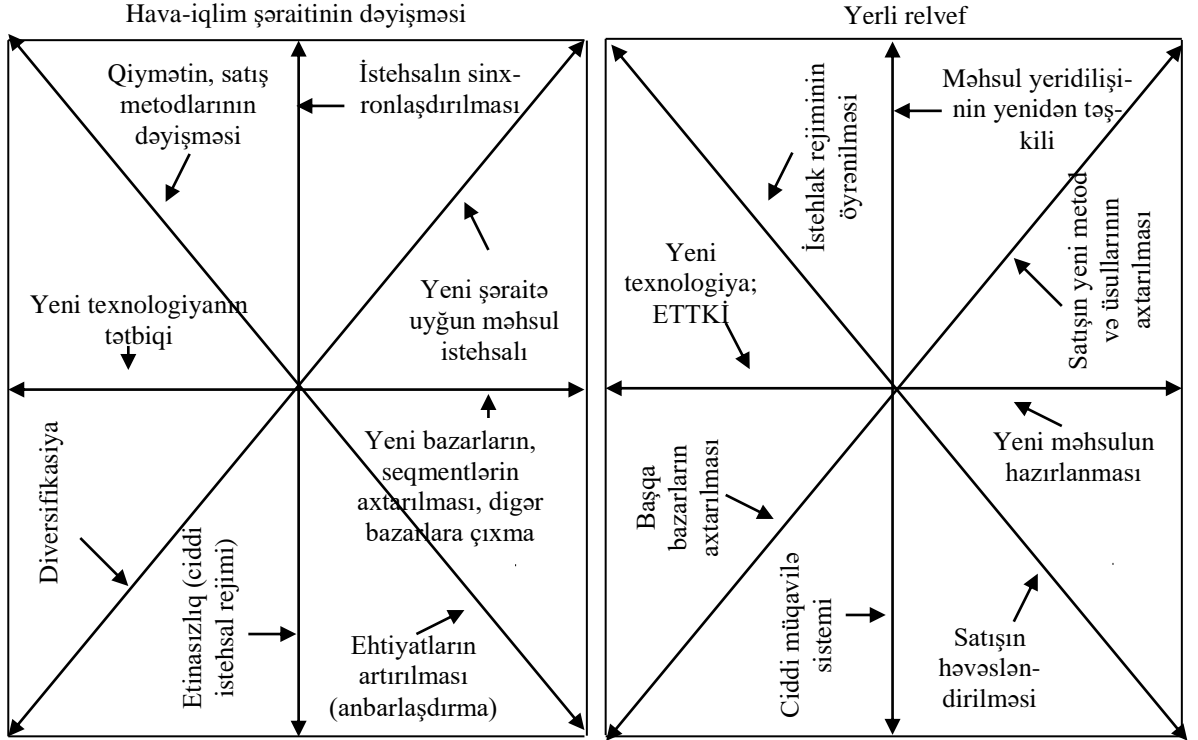 Hava-iqlim şəraitinin dəyişməsi
Qiymətin, satış
metodlarının
dəyişməsi
İstehsalın sinx-
ronlaşdırılması
Yeni texnologiyanın
tətbiqi
Yeni şəraitə
uyğun məhsul
istehsalı
Diversifikasiya
Etinasızlıq (ciddi
istehsal rejimi)
Yeni bazarların,
seqmentlərin
axtarılması, digər
bazarlara çıxma
Ehtiyatların
artırılması
(anbarlaşdırma)
Yerli relvef
İstehlak rejiminin
öyrənilməsi
Məhsul yeridilişi-
nin yenidən təş-
kili
Yeni
texnologiya;
ETTKİ
Satışın yeni metod
və üsullarının
axtarılması
Başqa
bazarların
axtarılması
Yeni məhsulun
hazırlanması
Ciddi müqavilə
sistemi
Satışın
həvəslən-
dirilməsi